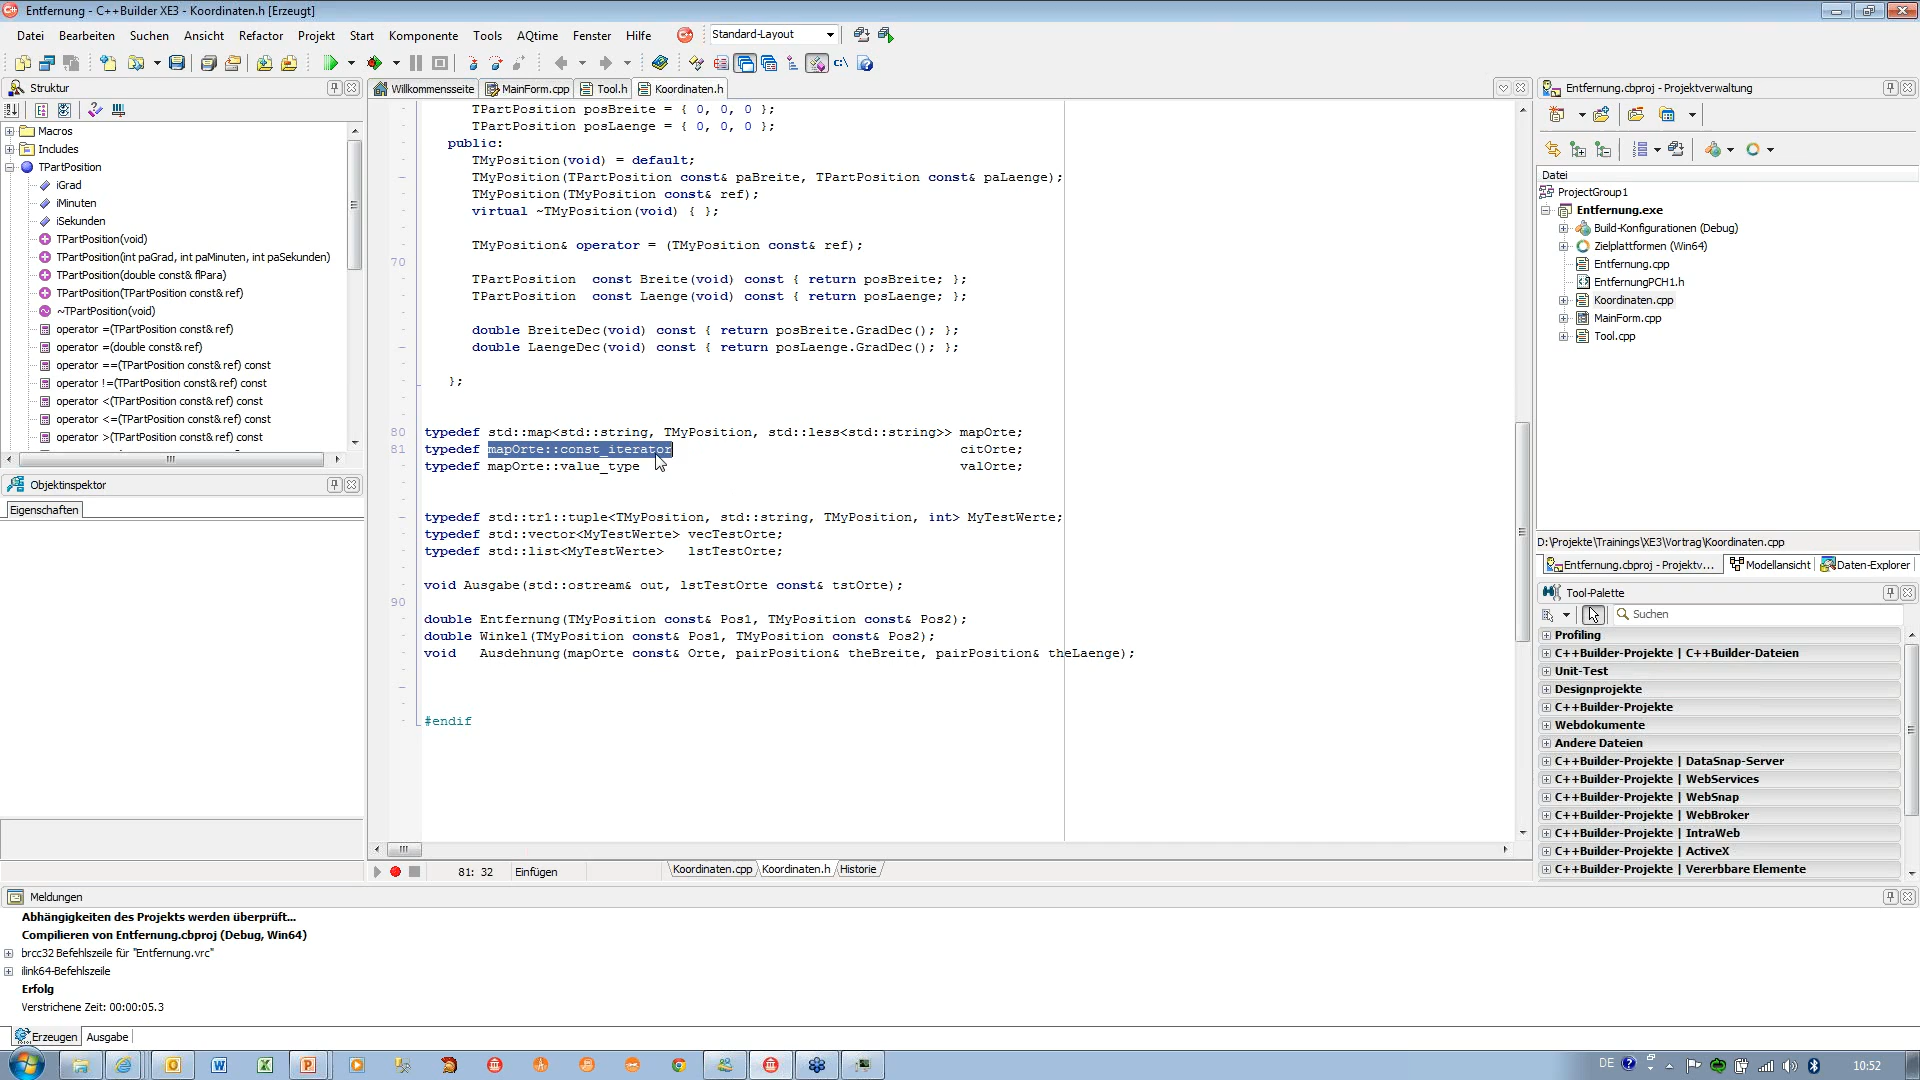 Entfernung - C++Builder XE3 - Koordinaten.h [Erzeugt]
Datei Bearbeiten Suchen Ansicht Refactor Projekt Start Komponente Tools AQtime Fenster Hilfe Standard-Layout
Struktur
Macros
Includes
TPartPosition
iGrad
iMinuten
iSekunden
TPartPosition(void)
TPartPosition(int paGrad, int paMinuten, int paSekunden)
TPartPosition(double const& flPara)
TPartPosition(TPartPosition const& ref)
~TPartPosition(void)
operator =(TPartPosition const& ref)
operator =(double const& ref)
operator ==(TPartPosition const& ref) const
operator !=(TPartPosition const& ref) const
operator <(TPartPosition const& ref) const
operator <=(TPartPosition const& ref) const
operator >(TPartPosition const& ref) const
Objektinspektor
Eigenschaften
Willkommensseite MainForm.cpp Tool.h Koordinaten.h
TPartPosition posBreite = { 0, 0, 0 };
TPartPosition posLaenge = { 0, 0, 0 };
public:
TMyPosition(void) = default;
TMyPosition(TPartPosition const& paBreite, TPartPosition const& paLaenge);
TMyPosition(TMyPosition const& ref);
virtual ~TMyPosition(void) { };
TMyPosition& operator = (TMyPosition const& ref);
70
TPartPosition const Breite(void) const { return posBreite; };
TPartPosition const Laenge(void) const { return posLaenge; };
double BreiteDec(void) const { return posBreite.GradDec(); };
double LaengeDec(void) const { return posLaenge.GradDec(); };
};
80 typedef std::map<std::string, TMyPosition, std::less<std::string>> mapOrte;
81 typedef mapOrte::const_iterator citOrte;
typedef mapOrte::value_type valOrte;
typedef std::tr1::tuple<TMyPosition, std::string, TMyPosition, int> MyTestWerte;
typedef std::vector<MyTestWerte> vecTestOrte;
typedef std::list<MyTestWerte> lstTestOrte;
void Ausgabe(std::ostream& out, lstTestOrte const& tstOrte);
90
double Entfernung(TMyPosition const& Pos1, TMyPosition const& Pos2);
double Winkel(TMyPosition const& Pos1, TMyPosition const& Pos2);
void Ausdehnung(mapOrte const& Orte, pairPosition& theBreite, pairPosition& theLaenge);
#endif
81: 32 Einfügen Koordinaten.cpp Koordinaten.h Historie
Entfernung.cbproj - Projektverwaltung
Datei
ProjectGroup1
Entfernung.exe
Build-Konfigurationen (Debug)
Zielplattformen (Win64)
Entfernung.cpp
EntfernungPCH1.h
Koordinaten.cpp
MainForm.cpp
Tool.cpp
D:\Projekte\Trainings\XE3\Vortrag\Koordinaten.cpp
Entfernung.cbproj - Projektv... Modellansicht Daten-Explorer
Tool-Palette
Suchen
Profiling
C++Builder-Projekte | C++Builder-Dateien
Unit-Test
Designprojekte
C++Builder-Projekte
Webdokumente
Andere Dateien
C++Builder-Projekte | DataSnap-Server
C++Builder-Projekte | WebServices
C++Builder-Projekte | WebSnap
C++Builder-Projekte | WebBroker
C++Builder-Projekte | IntraWeb
C++Builder-Projekte | ActiveX
C++Builder-Projekte | Vererbbare Elemente
Meldungen
Abhängigkeiten des Projekts werden überprüft...
Compilieren von Entfernung.cbproj (Debug, Win64)
brcc32 Befehlszeile für "Entfernung.vrc"
ilink64-Befehlszeile
Erfolg
Verstrichene Zeit: 00:00:05.3
Erzeugen Ausgabe
DE 10:52